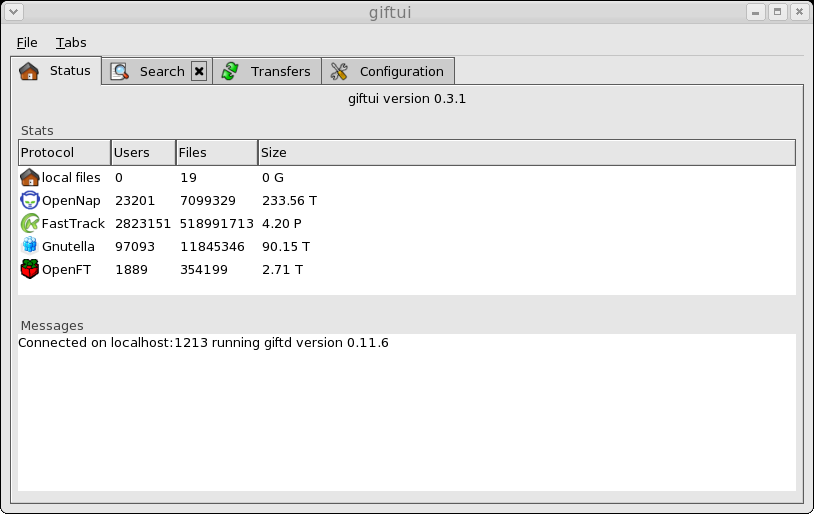 giftui
File Tabs
Status Search Transfers Configuration
giftui version 0.3.1
Stats
Protocol Users Files Size
local files 0 19 0 G
OpenNap 23201 7099329 233.56 T
FastTrack 2823151 518991713 4.20 P
Gnutella 97093 11845346 90.15 T
OpenFT 1889 354199 2.71 T
Messages
Connected on localhost:1213 running giftd version 0.11.6